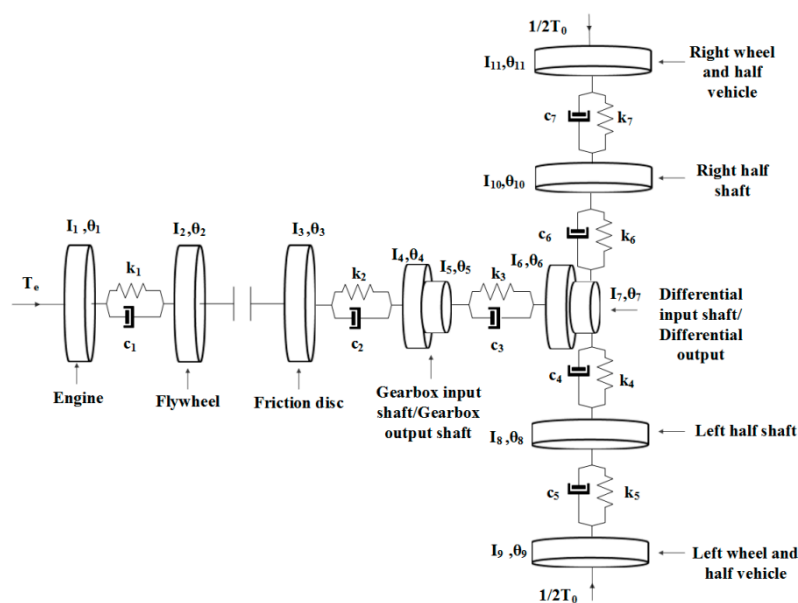 1/2T₀
I₁₁,θ₁₁
Right wheel
and half
vehicle
c₇
k₇
I₁₀,θ₁₀
Right half
shaft
c₆
k₆
I₁ ,θ₁
I₂,θ₂
I₃,θ₃
I₄,θ₄
I₅,θ₅
I₆,θ₆
I₇,θ₇
Tₑ
k₁
k₂
k₃
c₁
c₂
c₃
Differential
input shaft/
Differential
output
Engine
Flywheel
Friction disc
Gearbox input
shaft/Gearbox
output shaft
c₄
k₄
I₈,θ₈
Left half shaft
c₅
k₅
I₉ ,θ₉
Left wheel and
half vehicle
1/2T₀